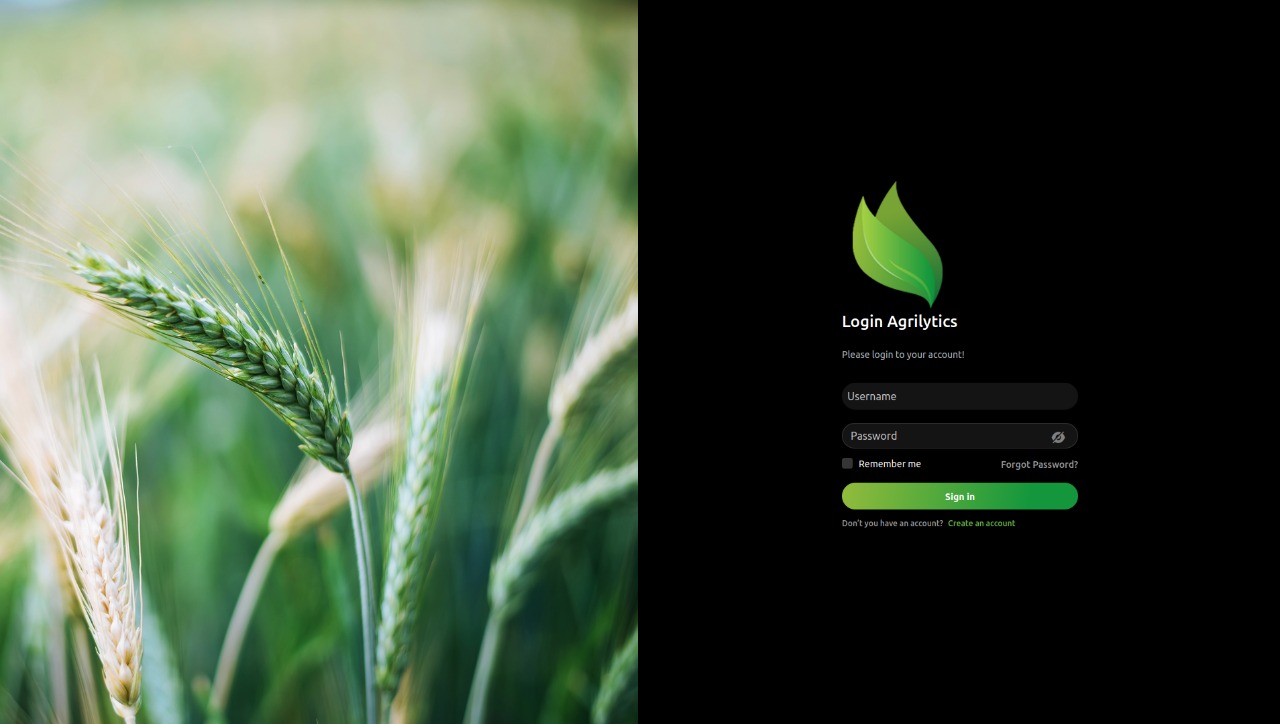 Login Agrilytics
Please login to your account!
Username
Password
Remember me Forgot Password?
Sign in
Don't you have an account? Create an account